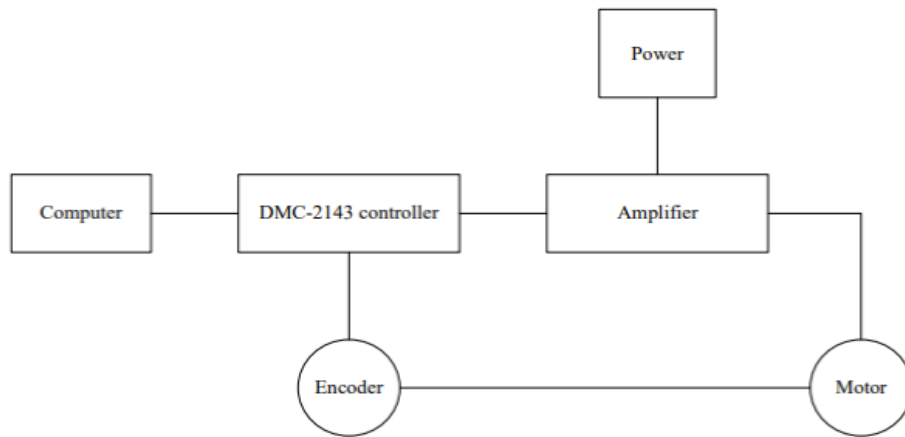 Power
Computer
DMC-2143 controller
Amplifier
Encoder
Motor